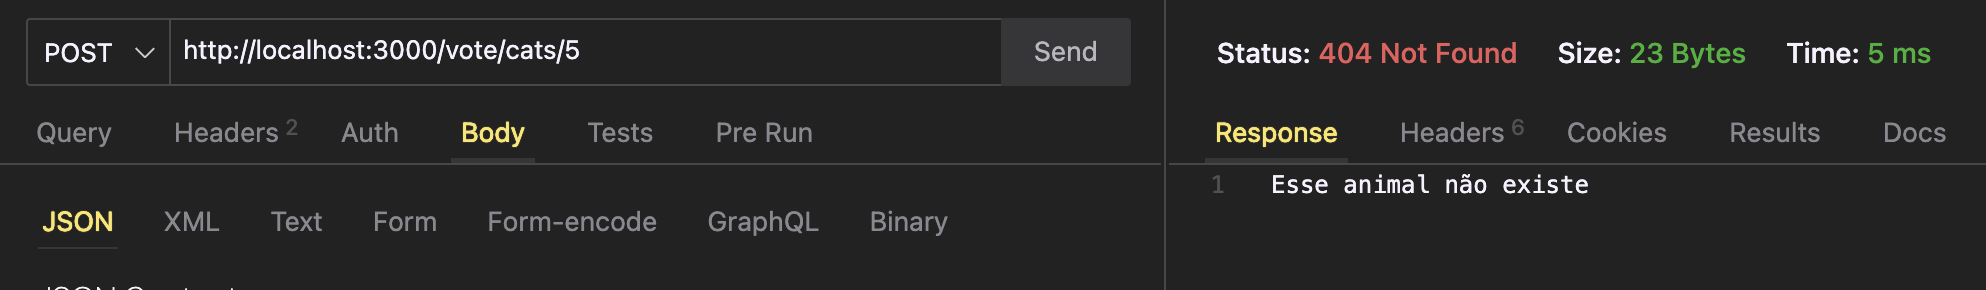 POST http://localhost:3000/vote/cats/5 Send
Query Headers 2 Auth Body Tests Pre Run
JSON XML Text Form Form-encode GraphQL Binary
Status: 404 Not Found Size: 23 Bytes Time: 5 ms
Response Headers 6 Cookies Results Docs
1 Esse animal não existe